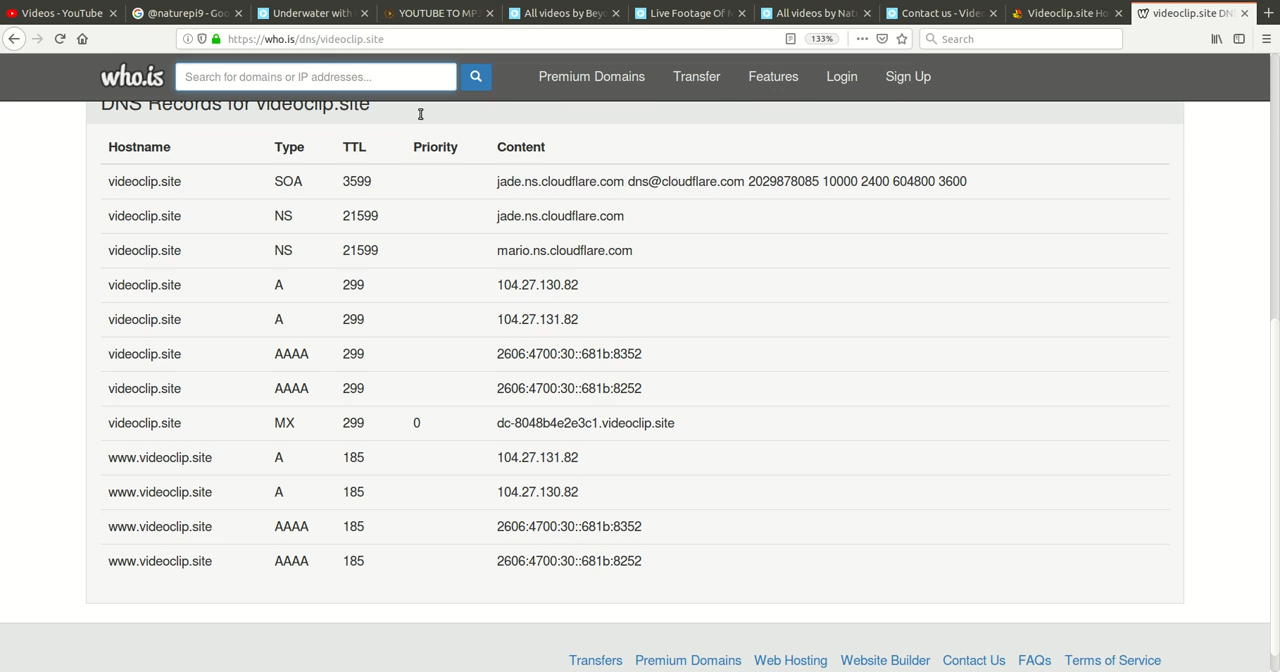 Videos - YouTube
@naturepi9 - Goo
Underwater with
YOUTUBE TO MP
All videos by Bey
Live Footage Of M
All videos by Nat
Contact us - Vide
Videoclip.site Ho
videoclip.site DN
https://who.is/dns/videoclip.site
133%
Search
who.is
Search for domains or IP addresses...
Premium Domains
Transfer
Features
Login
Sign Up
DNS Records for videoclip.site
Hostname Type TTL Priority Content
videoclip.site SOA 3599 jade.ns.cloudflare.com dns@cloudflare.com 2029878085 10000 2400 604800 3600
videoclip.site NS 21599 jade.ns.cloudflare.com
videoclip.site NS 21599 mario.ns.cloudflare.com
videoclip.site A 299 104.27.130.82
videoclip.site A 299 104.27.131.82
videoclip.site AAAA 299 2606:4700:30::681b:8352
videoclip.site AAAA 299 2606:4700:30::681b:8252
videoclip.site MX 299 0 dc-8048b4e2e3c1.videoclip.site
www.videoclip.site A 185 104.27.131.82
www.videoclip.site A 185 104.27.130.82
www.videoclip.site AAAA 185 2606:4700:30::681b:8352
www.videoclip.site AAAA 185 2606:4700:30::681b:8252
Transfers Premium Domains Web Hosting Website Builder Contact Us FAQs Terms of Service